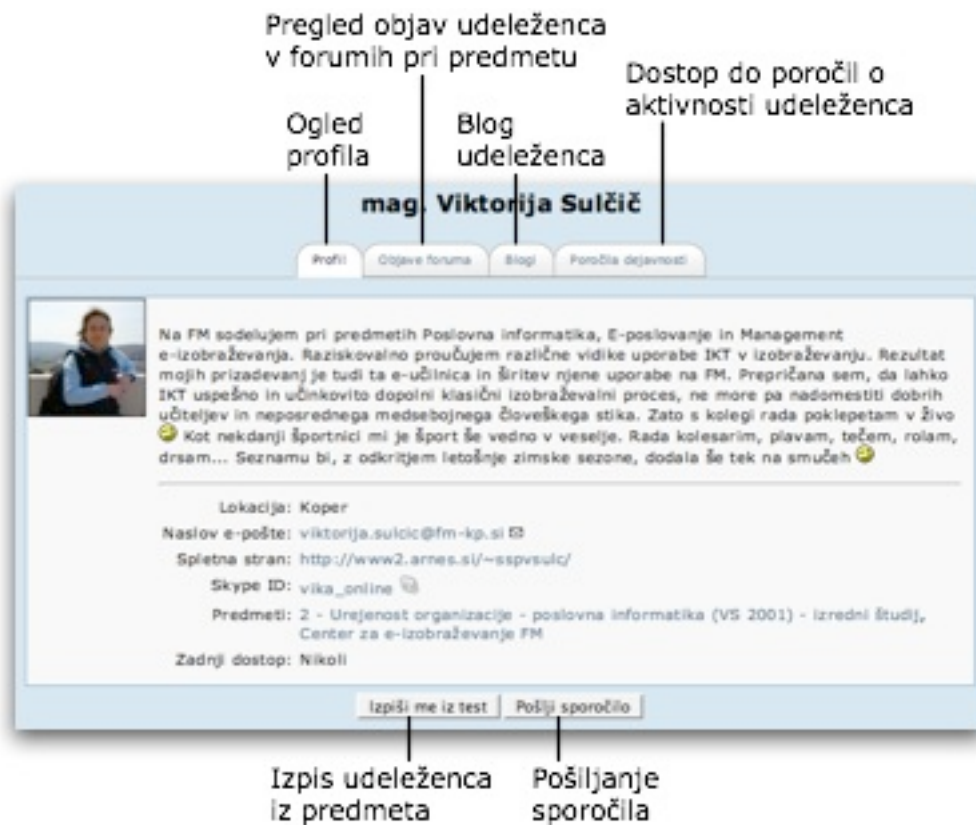 Pregled objav udeleženca
v forumih pri predmetu
Dostop do poročil o
aktivnosti udeleženca
Ogled
profila
Blog
udeleženca
mag. Viktorija Sulčič
Profil
Objave foruma
Blogi
Poročila dejavnosti
Na FM sodelujem pri predmetih Poslovna informatika, E-poslovanje in Management
e-izobraževanja. Raziskovalno proučujem različne vidike uporabe IKT v izobraževanju. Rezultat
mojih prizadevanj je tudi ta e-učilnica in širitev njene uporabe na FM. Prepričana sem, da lahko
IKT uspešno in učinkovito dopolni klasični izobraževalni proces, ne more pa nadomestiti dobrih
učiteljev in neposrednega medsebojnega človeškega stika. Zato s kolegi rada poklepetam v živo
Kot nekdanji športnici mi je šport še vedno v veselje. Rada kolesarim, plavam, tečem, rolam,
drsam... Seznamu bi, z odkritjem letošnje zimske sezone, dodala še tek na smučeh
Lokacija: Koper
Naslov e-pošte: viktorija.sulcic@fm-kp.si
Spletna stran: http://www2.arnes.si/~sspvsulc/
Skype ID: vika_online
Predmeti: 2 - Urejenost organizacije - poslovna informatika (VS 2001) - izredni študij,
Center za e-izobraževanje FM
Zadnji dostop: Nikoli
Izpiši me iz test
Pošlji sporočilo
Izpis udeleženca
iz predmeta
Pošiljanje
sporočila